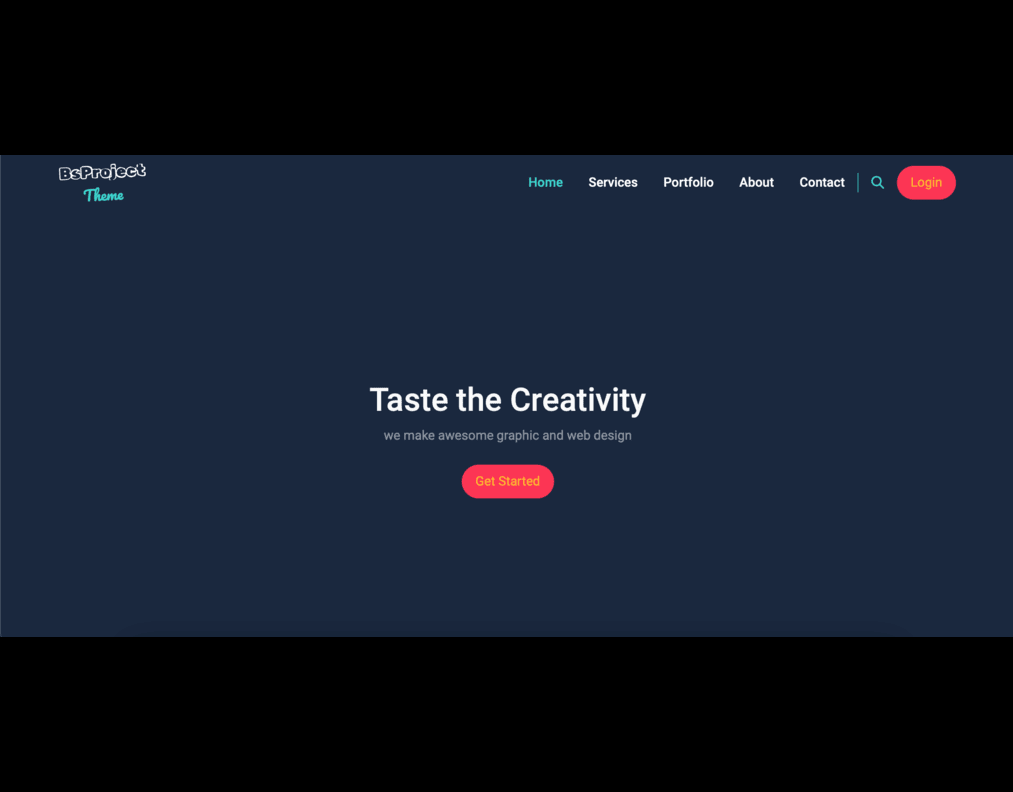 BsProject
Theme
Home Services Portfolio About Contact Login
Taste the Creativity
we make awesome graphic and web design
Get Started